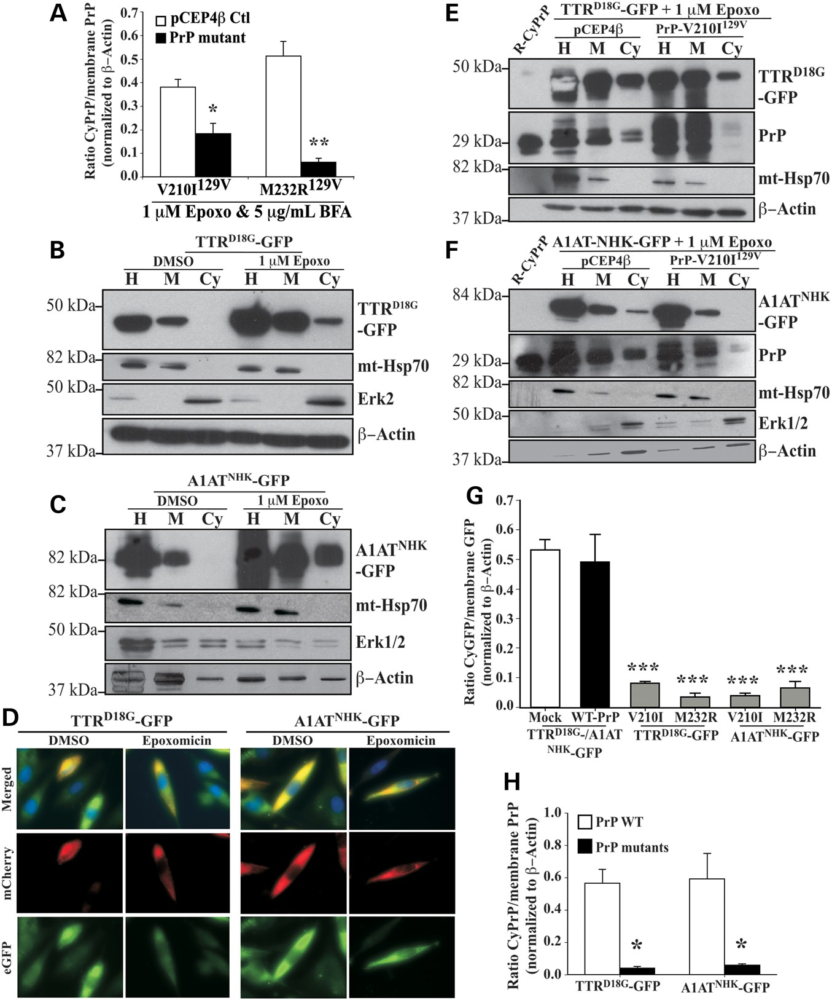 A
Ratio CyPrP/membrane PrP
(normalized to β–Actin)
0.7
0.6
0.5
0.4
0.3
0.2
0.1
0.0
pCEP4β Ctl
PrP mutant
*
**
V210I129V
M232R129V
1 µM Epoxo & 5 µg/mL BFA
B
TTRD18G-GFP
DMSO
1 µM Epoxo
H M Cy H M Cy
50 kDa
TTRD18G
-GFP
82 kDa
mt-Hsp70
50 kDa
Erk2
β–Actin
37 kDa
C
A1ATNHK-GFP
DMSO
1 µM Epoxo
H M Cy H M Cy
82 kDa
A1ATNHK
-GFP
82 kDa
mt-Hsp70
50 kDa
Erk1/2
β–Actin
37 kDa
D
TTRD18G-GFP
A1ATNHK-GFP
DMSO Epoxomicin DMSO Epoxomicin
Merged
mCherry
eGFP
E
R-CyPrP
TTRD18G-GFP + 1 µM Epoxo
pCEP4β PrP-V210I129V
H M Cy H M Cy
50 kDa
TTRD18G
-GFP
29 kDa
PrP
82 kDa
mt-Hsp70
β–Actin
37 kDa
F
R-CyPrP
A1AT-NHK-GFP + 1 µM Epoxo
pCEP4β PrP-V210I129V
H M Cy H M Cy
84 kDa
A1ATNHK
-GFP
29 kDa
PrP
82 kDa
mt-Hsp70
50 kDa
Erk1/2
β–Actin
37 kDa
G
Ratio CyGFP/membrane GFP
(normalized to β–Actin)
0.7
0.6
0.5
0.4
0.3
0.2
0.1
0.0
*** *** *** ***
Mock WT-PrP V210I M232R V210I M232R
TTRD18G-/A1AT TTRD18G-GFP A1ATNHK-GFP
NHK-GFP
H
Ratio CyPrP/membrane PrP
(normalized to β–Actin)
1.0
0.8
0.6
0.4
0.2
0.0
PrP WT
PrP mutants
* *
TTRD18G-GFP A1ATNHK-GFP